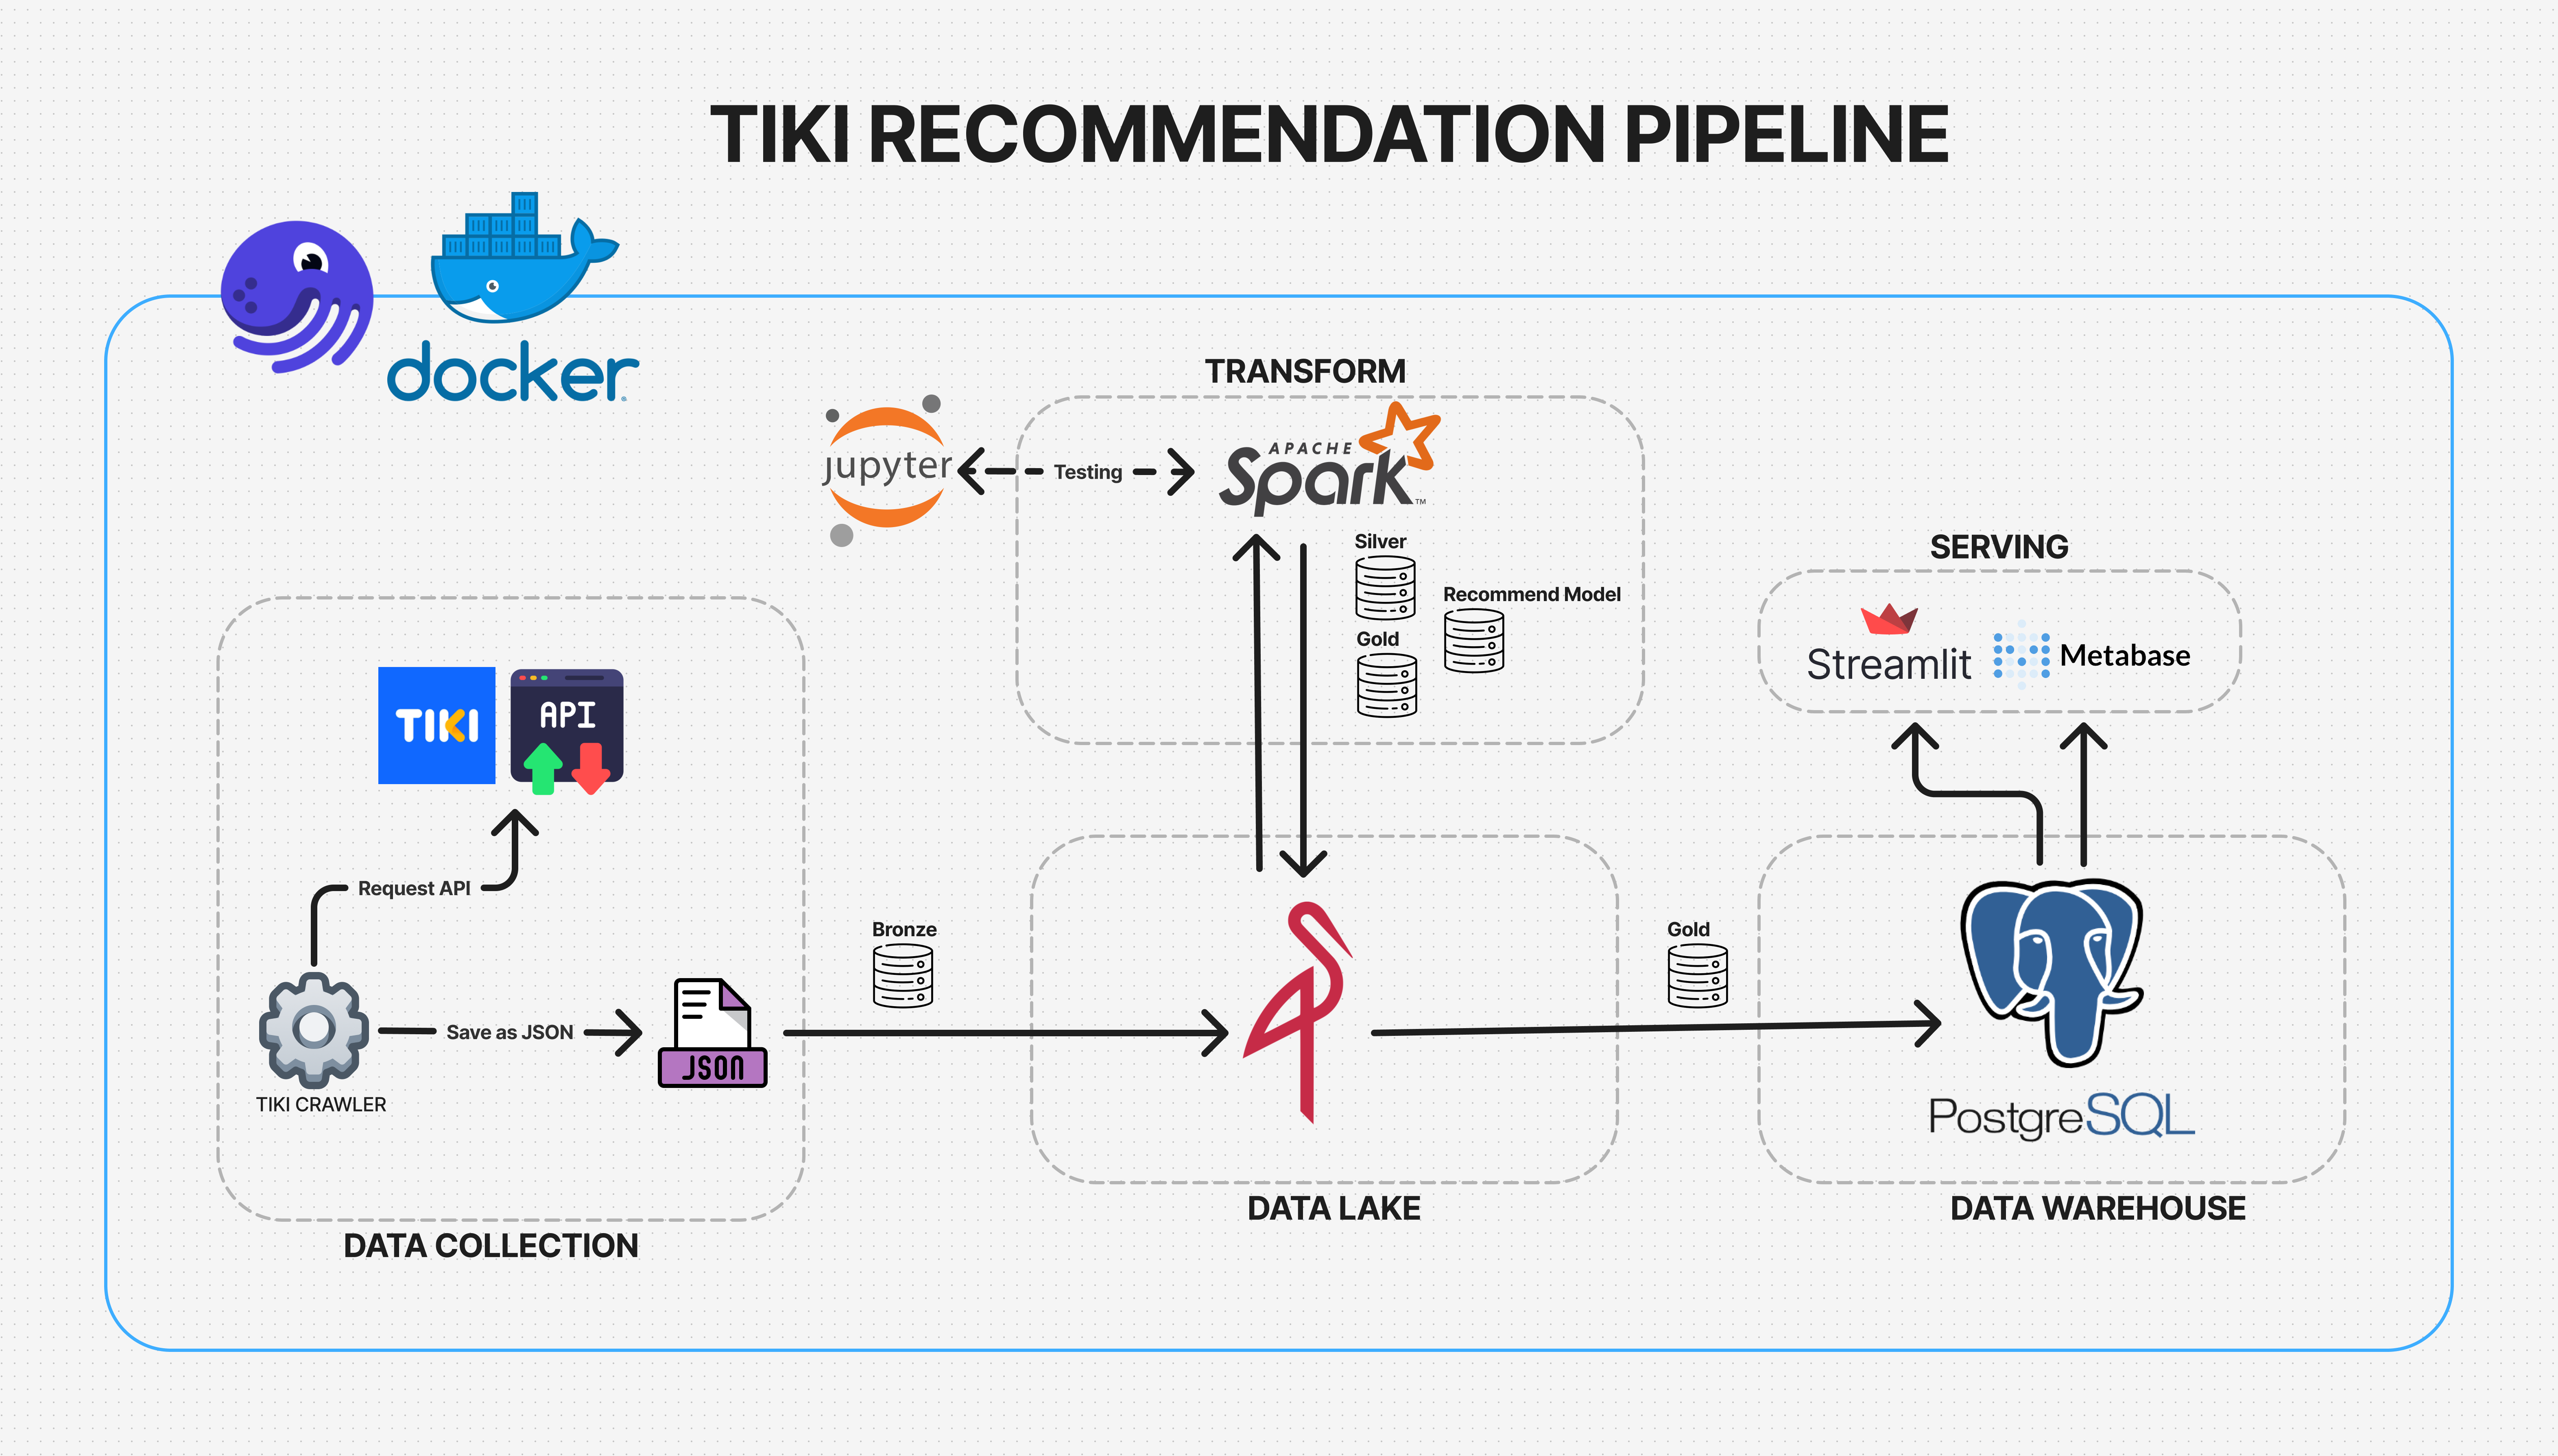 TIKI RECOMMENDATION PIPELINE
docker
TRANSFORM
jupyter
Testing
APACHE
Spark™
Silver
Recommend Model
Gold
SERVING
Streamlit
Metabase
TIKI
API
Request API
Bronze
Gold
Save as JSON
JSON
TIKI CRAWLER
PostgreSQL
DATA LAKE
DATA WAREHOUSE
DATA COLLECTION